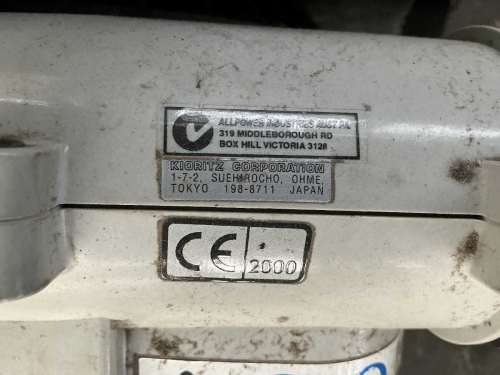 ALLPOWER INDUSTRIES AUST P/L
319 MIDDLEBOROUGH RD
BOX HILL VICTORIA 3128
KIORITZ CORPORATION
1-7-2, SUEHIROCHO, OHME,
TOKYO 198-8711 JAPAN
CE
2000